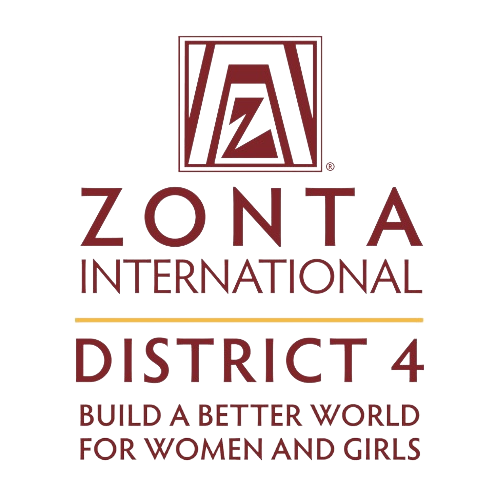 Z
®
ZONTA
INTERNATIONAL
DISTRICT 4
BUILD A BETTER WORLD
FOR WOMEN AND GIRLS